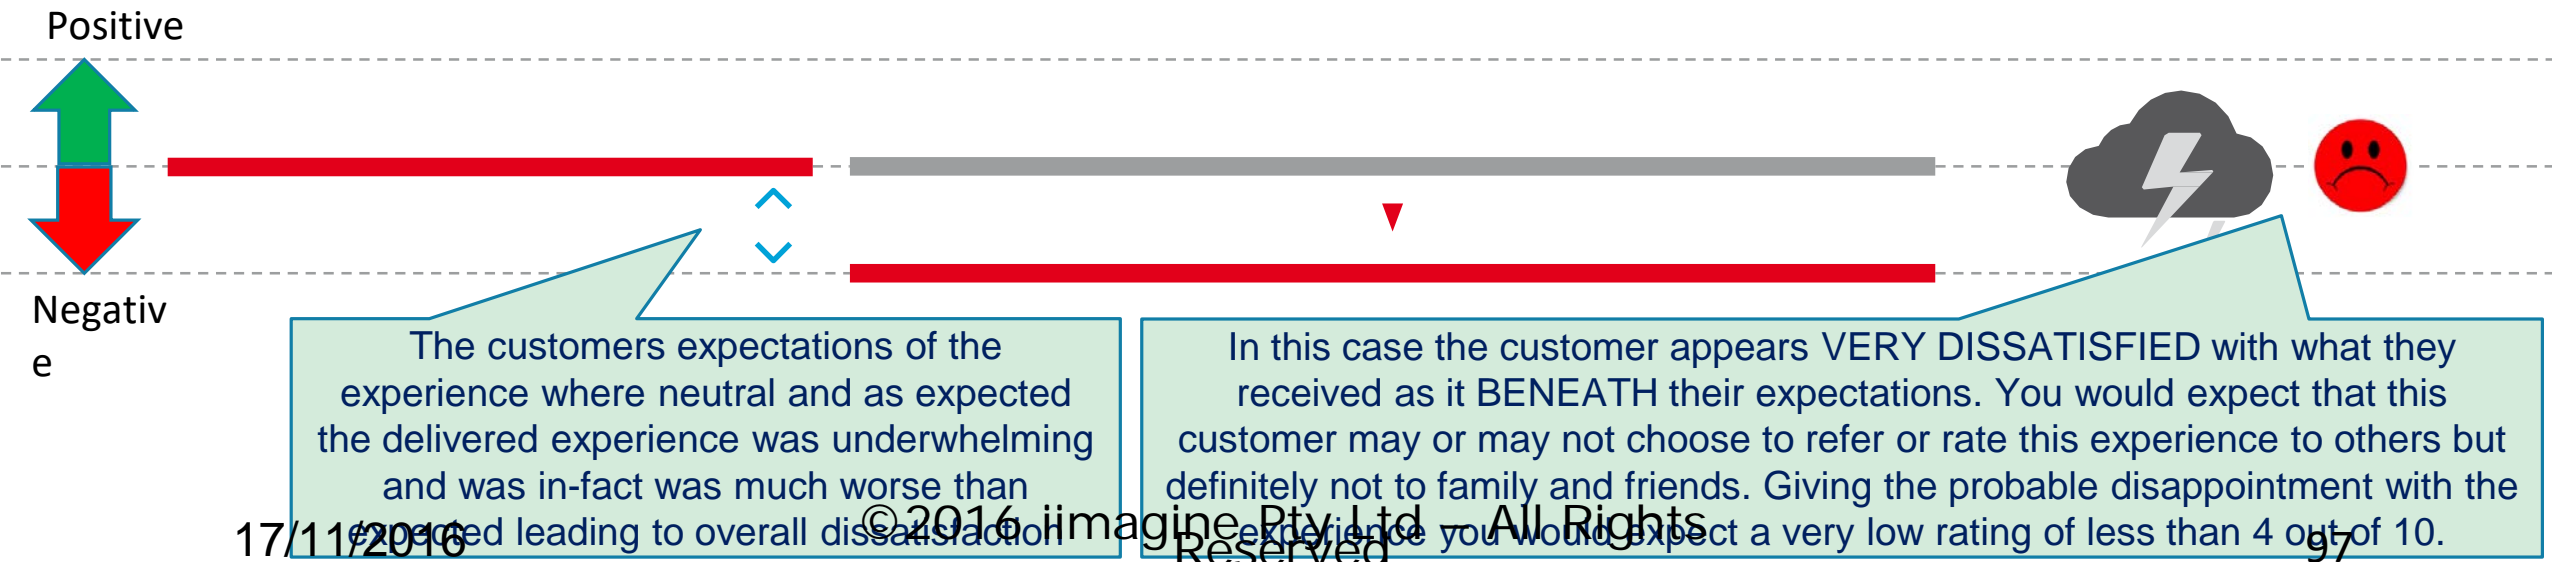 Positive
Negativ
e
The customers expectations of the
experience where neutral and as expected
the delivered experience was underwhelming
and was in-fact was much worse than
expected leading to overall dissatisfaction
In this case the customer appears VERY DISSATISFIED with what they
received as it BENEATH their expectations. You would expect that this
customer may or may not choose to refer or rate this experience to others but
definitely not to family and friends. Giving the probable disappointment with the
experience you would expect a very low rating of less than 4 out of 10.
17/11/2016
©2016 iimagine Pty Ltd – All Rights
Reserved
97